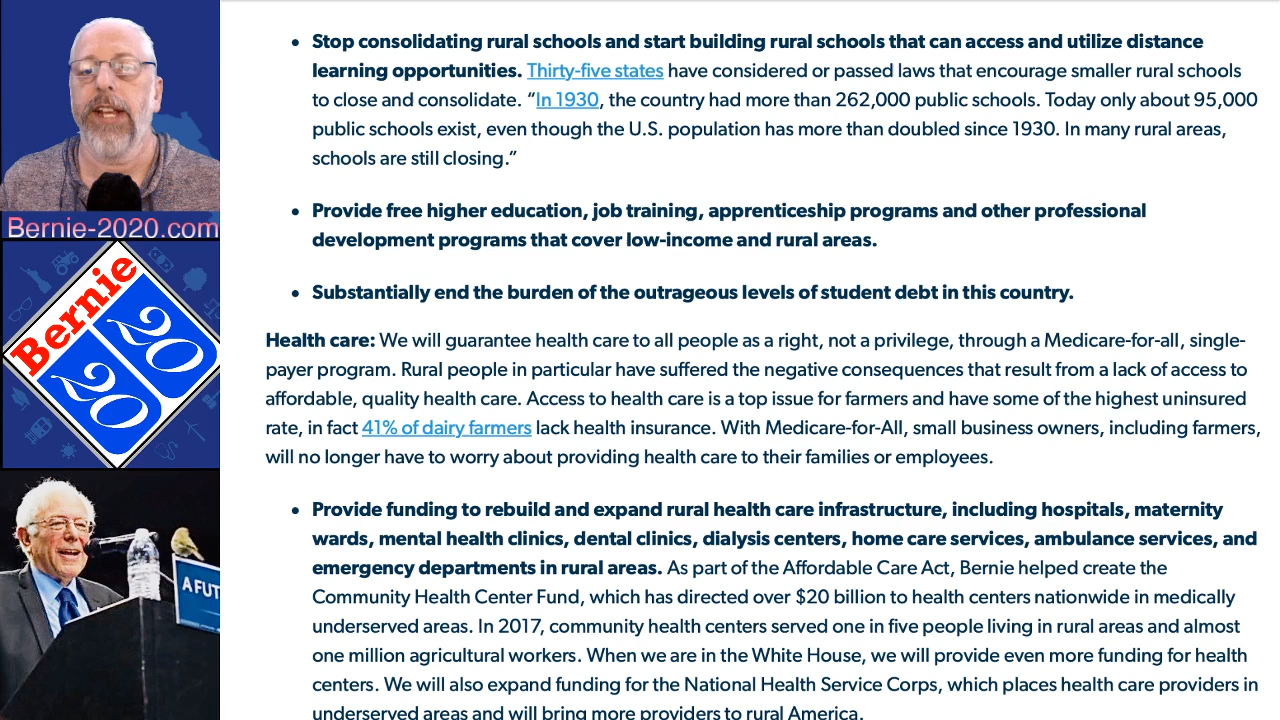 Bernie-2020.com
Bernie
20
20
A FUT
• Stop consolidating rural schools and start building rural schools that can access and utilize distance
learning opportunities. Thirty-five states have considered or passed laws that encourage smaller rural schools
to close and consolidate. “In 1930, the country had more than 262,000 public schools. Today only about 95,000
public schools exist, even though the U.S. population has more than doubled since 1930. In many rural areas,
schools are still closing.”
• Provide free higher education, job training, apprenticeship programs and other professional
development programs that cover low-income and rural areas.
• Substantially end the burden of the outrageous levels of student debt in this country.
Health care: We will guarantee health care to all people as a right, not a privilege, through a Medicare-for-all, single-
payer program. Rural people in particular have suffered the negative consequences that result from a lack of access to
affordable, quality health care. Access to health care is a top issue for farmers and have some of the highest uninsured
rate, in fact 41% of dairy farmers lack health insurance. With Medicare-for-All, small business owners, including farmers,
will no longer have to worry about providing health care to their families or employees.
• Provide funding to rebuild and expand rural health care infrastructure, including hospitals, maternity
wards, mental health clinics, dental clinics, dialysis centers, home care services, ambulance services, and
emergency departments in rural areas. As part of the Affordable Care Act, Bernie helped create the
Community Health Center Fund, which has directed over $20 billion to health centers nationwide in medically
underserved areas. In 2017, community health centers served one in five people living in rural areas and almost
one million agricultural workers. When we are in the White House, we will provide even more funding for health
centers. We will also expand funding for the National Health Service Corps, which places health care providers in
underserved areas and will bring more providers to rural America.